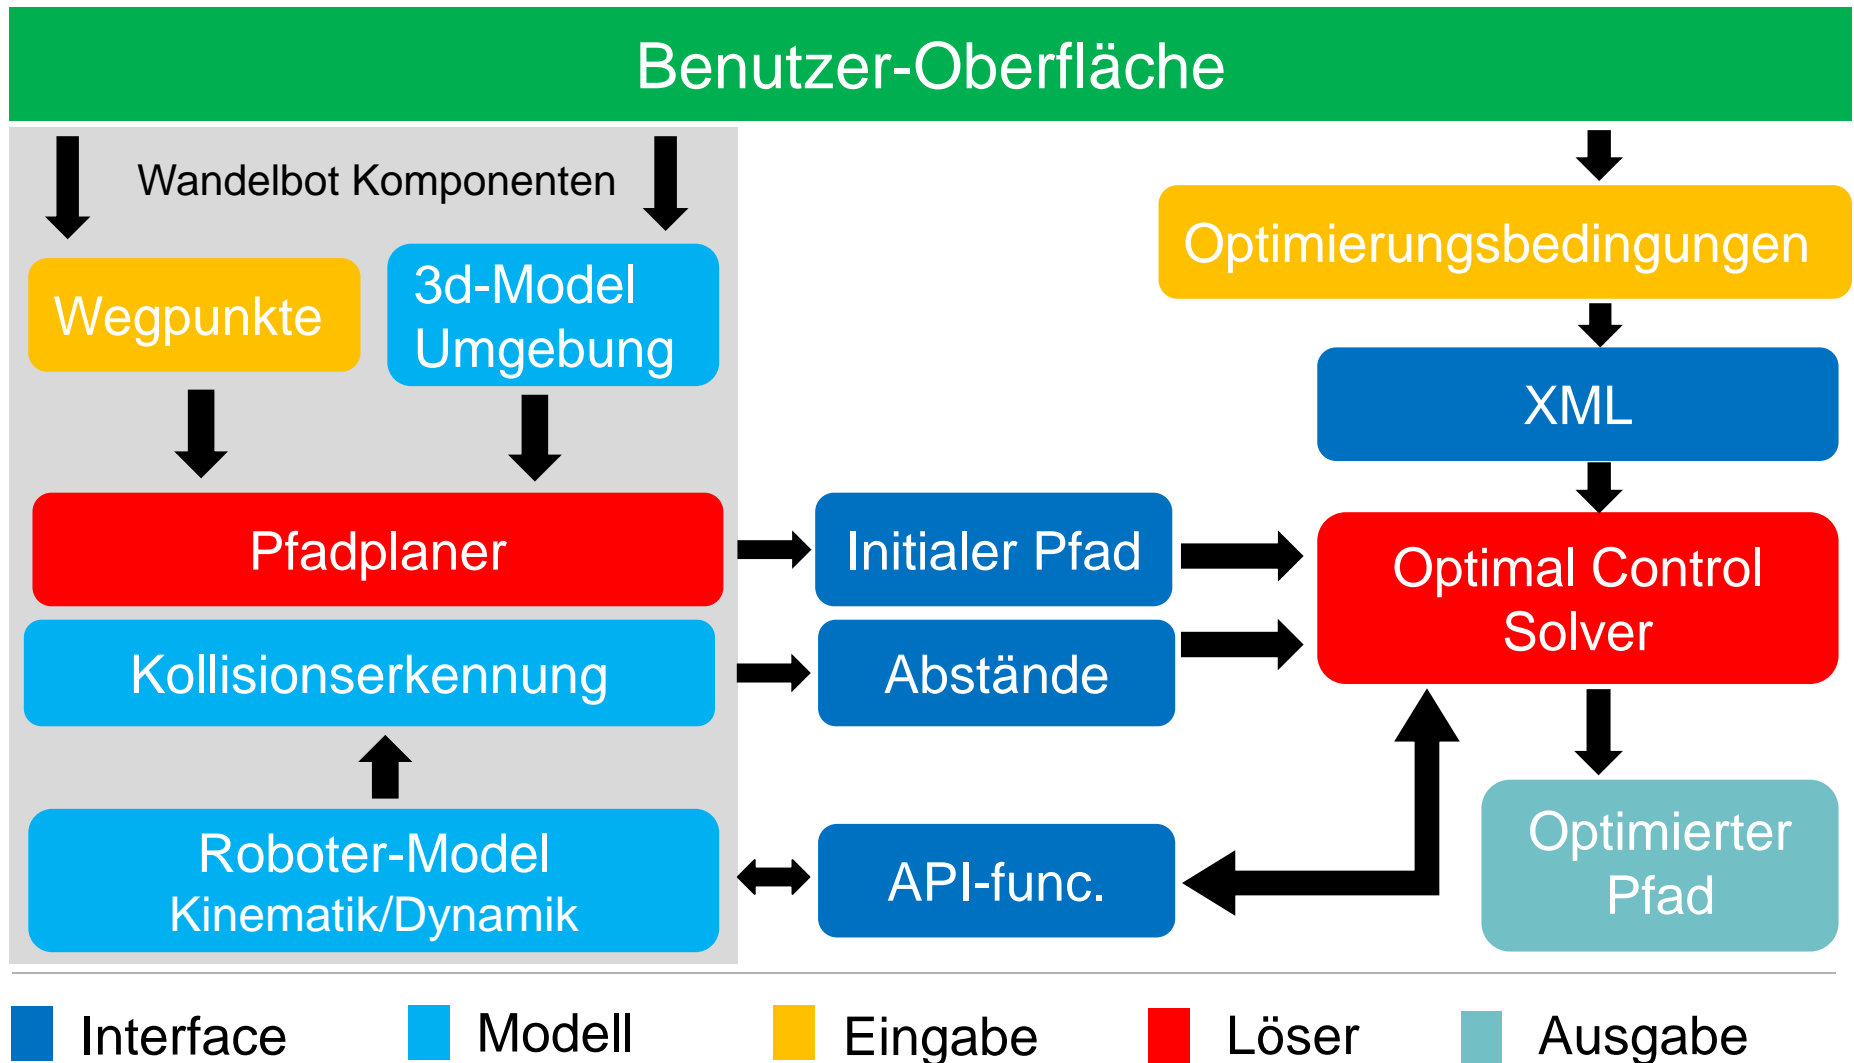 Benutzer-Oberfläche
Wandelbot Komponenten
Optimierungsbedingungen
Wegpunkte
3d-Model
Umgebung
XML
Pfadplaner
Initialer Pfad
Optimal Control
Solver
Kollisionserkennung
Abstände
Roboter-Model
Kinematik/Dynamik
API-func.
Optimierter
Pfad
Interface
Modell
Eingabe
Löser
Ausgabe